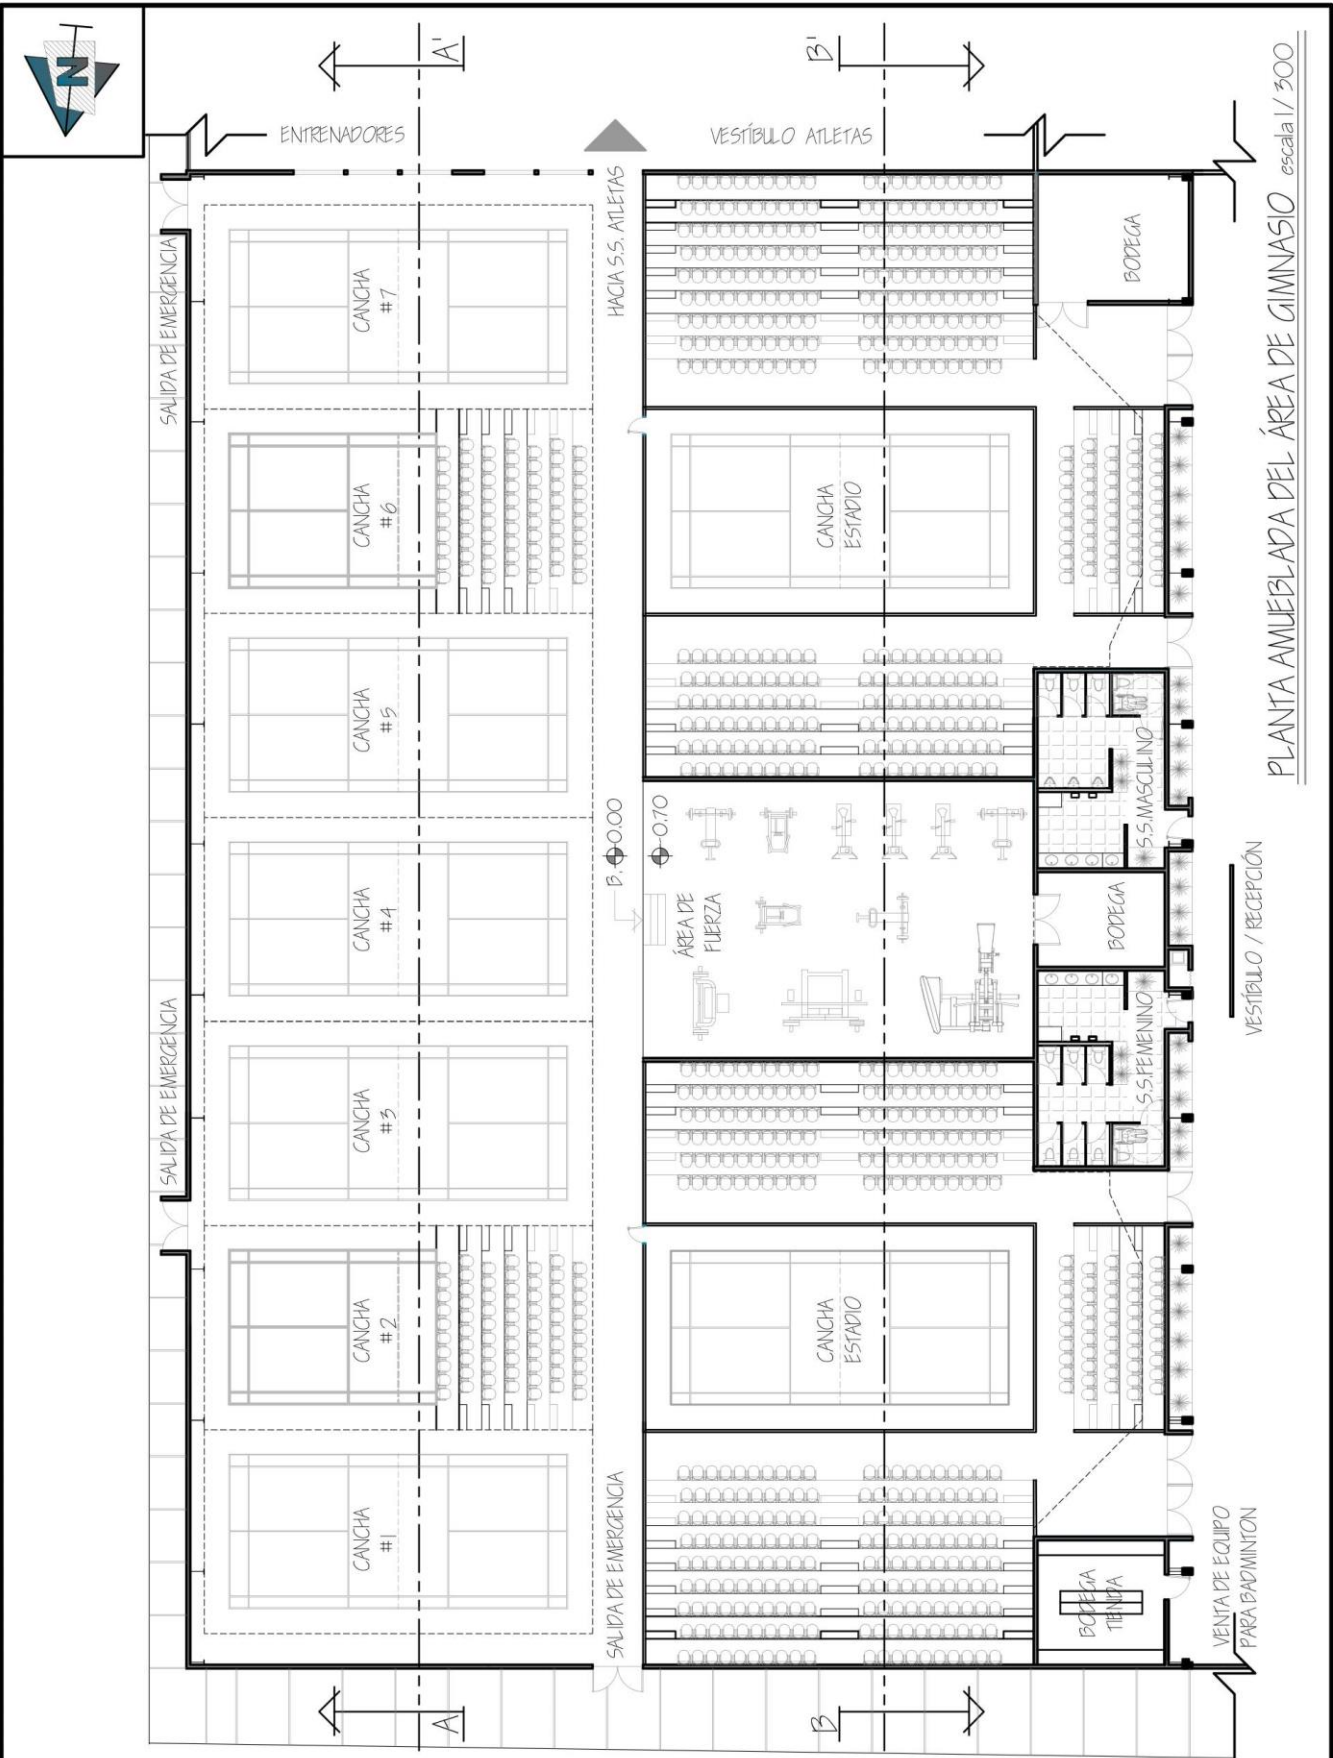 N
A'
B'
ENTRENADORES
VESTÍBULO ATLETAS
SALIDA DE EMERGENCIA
HACIA S.S. ATLETAS
CANCHA
#7
BODEGA
CANCHA
#6
CANCHA
ESTADIO
CANCHA
#5
S.S.MASCULINO
B. 0.00
-0.70
CANCHA
#4
ÁREA DE
FUERZA
BODEGA
VESTÍBULO / RECEPCIÓN
SALIDA DE EMERGENCIA
CANCHA
#3
S.S.FEMENINO
CANCHA
#2
CANCHA
ESTADIO
CANCHA
#1
SALIDA DE EMERGENCIA
BODEGA
TIENDA
VENTA DE EQUIPO
PARA BADMINTON
A
B
PLANTA AMUEBLADA DEL ÁREA DE GIMNASIO escala 1 / 300